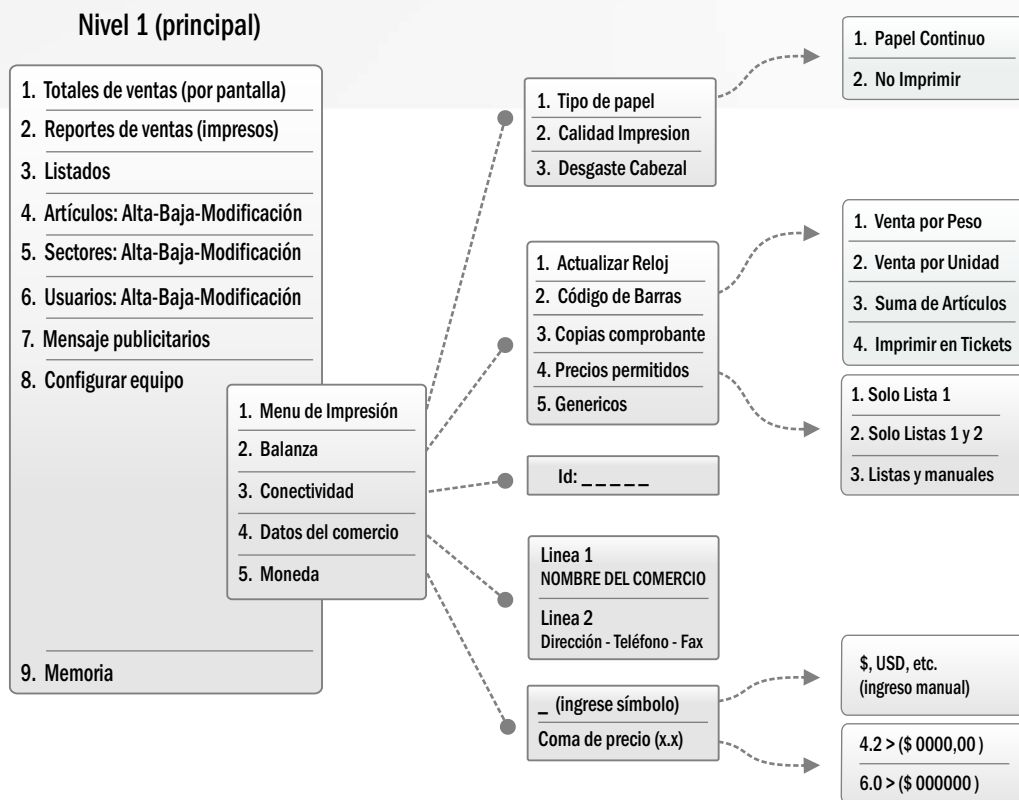 Nivel 1 (principal)
1. Totales de ventas (por pantalla)
2. Reportes de ventas (impresos)
3. Listados
4. Artículos: Alta-Baja-Modificación
5. Sectores: Alta-Baja-Modificación
6. Usuarios: Alta-Baja-Modificación
7. Mensaje publicitarios
8. Configurar equipo
9. Memoria
1. Menu de Impresión
2. Balanza
3. Conectividad
4. Datos del comercio
5. Moneda
1. Tipo de papel
2. Calidad Impresion
3. Desgaste Cabezal
1. Actualizar Reloj
2. Código de Barras
3. Copias comprobante
4. Precios permitidos
5. Genericos
Id: _ _ _ _ _
Linea 1
NOMBRE DEL COMERCIO
Linea 2
Dirección - Teléfono - Fax
_ (ingrese símbolo)
Coma de precio (x.x)
1. Papel Continuo
2. No Imprimir
1. Venta por Peso
2. Venta por Unidad
3. Suma de Artículos
4. Imprimir en Tickets
1. Solo Lista 1
2. Solo Listas 1 y 2
3. Listas y manuales
$, USD, etc.
(ingreso manual)
4.2 > ($ 0000,00 )
6.0 > ($ 000000 )